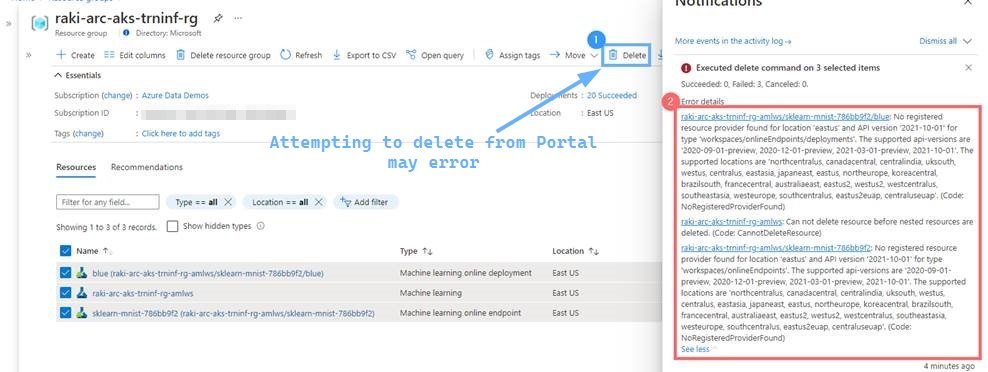 Home > Resource groups >
raki-arc-aks-trninf-rg
Resource group
Directory: Microsoft
Create
Edit columns
Delete resource group
Refresh
Export to CSV
Open query
Assign tags
Move
1
Delete
Essentials
Subscription (change) : Azure Data Demos
Deployments : 20 Succeeded
Subscription ID :
Location : East US
Tags (change) : Click here to add tags
Attempting to delete from Portal
may error
Resources
Recommendations
Filter for any field...
Type == all
Location == all
Add filter
Showing 1 to 3 of 3 records.
Show hidden types
Name
Type
Location
blue (raki-arc-aks-trninf-rg-amlws/sklearn-mnist-786bb9f2/blue)
Machine learning online deployment
East US
raki-arc-aks-trninf-rg-amlws
Machine learning
East US
sklearn-mnist-786bb9f2 (raki-arc-aks-trninf-rg-amlws/sklearn-mnist-786bb9f2)
Machine learning online endpoint
East US
Notifications
More events in the activity log
Dismiss all
Executed delete command on 3 selected items
Succeeded: 0, Failed: 3, Canceled: 0.
2
Error details
raki-arc-aks-trninf-rg-amlws/sklearn-mnist-786bb9f2/blue: No registered
resource provider found for location 'eastus' and API version '2021-10-01' for
type 'workspaces/onlineEndpoints/deployments'. The supported api-versions are
'2020-09-01-preview, 2020-12-01-preview, 2021-03-01-preview, 2021-10-01'. The
supported locations are 'northcentralus, canadacentral, centralindia, uksouth,
westus, centralus, eastasia, japaneast, eastus, northeurope, koreacentral,
brazilsouth, francecentral, australiaeast, eastus2, westus2, westcentralus,
southeastasia, westeurope, southcentralus, eastus2euap, centraluseuap'. (Code:
NoRegisteredProviderFound)
raki-arc-aks-trninf-rg-amlws: Can not delete resource before nested resources are
deleted. (Code: CannotDeleteResource)
raki-arc-aks-trninf-rg-amlws/sklearn-mnist-786bb9f2: No registered resource
provider found for location 'eastus' and API version '2021-10-01' for type
'workspaces/onlineEndpoints'. The supported api-versions are '2020-09-01-
preview, 2020-12-01-preview, 2021-03-01-preview, 2021-10-01'. The supported
locations are 'northcentralus, canadacentral, centralindia, uksouth, westus,
centralus, eastasia, japaneast, eastus, northeurope, koreacentral, brazilsouth,
francecentral, australiaeast, eastus2, westus2, westcentralus, southeastasia,
westeurope, southcentralus, eastus2euap, centraluseuap'. (Code:
NoRegisteredProviderFound)
See less
4 minutes ago